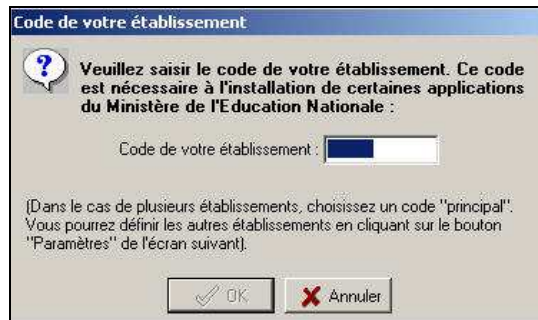 Code de votre établissement
Veuillez saisir le code de votre établissement. Ce code
est nécessaire à l'installation de certaines applications
du Ministère de l'Education Nationale :
Code de votre établissement :
(Dans le cas de plusieurs établissements, choisissez un code "principal".
Vous pourrez définir les autres établissements en cliquant sur le bouton
"Paramètres" de l'écran suivant).
OK Annuler